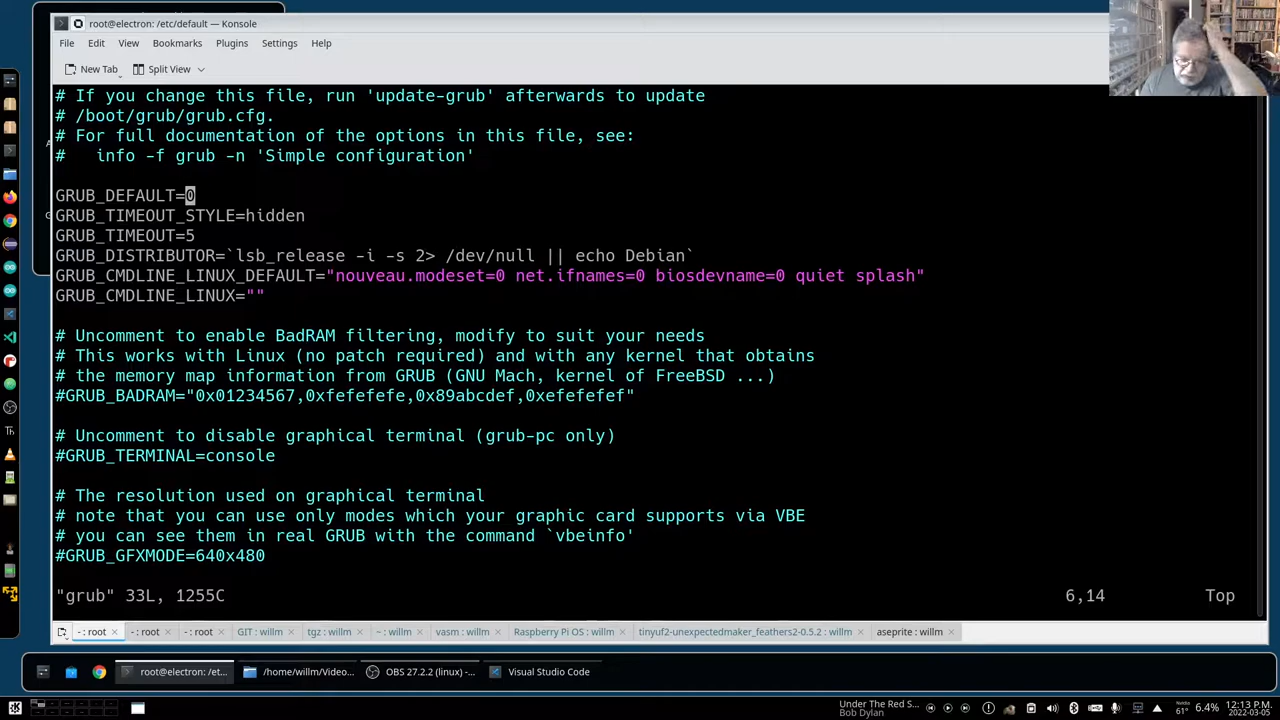 root@electron: /etc/default — Konsole
File Edit View Bookmarks Plugins Settings Help
New Tab Split View
# If you change this file, run 'update-grub' afterwards to update
# /boot/grub/grub.cfg.
# For full documentation of the options in this file, see:
#   info -f grub -n 'Simple configuration'
GRUB_DEFAULT=0
GRUB_TIMEOUT_STYLE=hidden
GRUB_TIMEOUT=5
GRUB_DISTRIBUTOR=`lsb_release -i -s 2> /dev/null || echo Debian`
GRUB_CMDLINE_LINUX_DEFAULT="nouveau.modeset=0 net.ifnames=0 biosdevname=0 quiet splash"
GRUB_CMDLINE_LINUX=""
# Uncomment to enable BadRAM filtering, modify to suit your needs
# This works with Linux (no patch required) and with any kernel that obtains
# the memory map information from GRUB (GNU Mach, kernel of FreeBSD ...)
#GRUB_BADRAM="0x01234567,0xfefefefe,0x89abcdef,0xefefefef"
# Uncomment to disable graphical terminal (grub-pc only)
#GRUB_TERMINAL=console
# The resolution used on graphical terminal
# note that you can use only modes which your graphic card supports via VBE
# you can see them in real GRUB with the command `vbeinfo'
#GRUB_GFXMODE=640x480
"grub" 33L, 1255C 6,14 Top
- : root - : root - : root GIT : willm tgz : willm ~ : willm vasm : willm Raspberry Pi OS : willm tinyuf2-unexpectedmaker_feathers2-0.5.2 : willm aseprite : willm
root@electron: /et... /home/willm/Video... OBS 27.2.2 (linux) -... Visual Studio Code
Under The Red S...
Bob Dylan
Nvidia
61° 6.4% 12:13 P.M.
2022-03-05